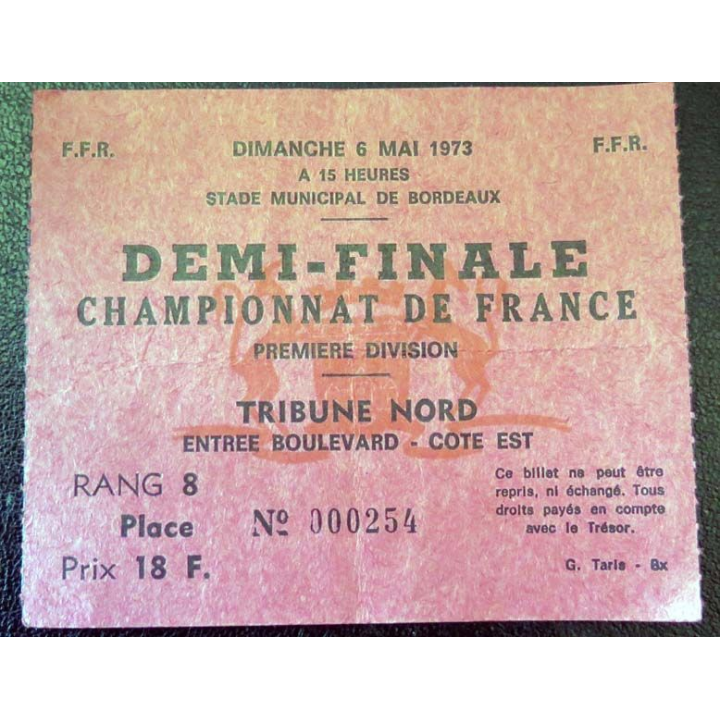 F.F.R. DIMANCHE 6 MAI 1973 F.F.R.
A 15 HEURES
STADE MUNICIPAL DE BORDEAUX
DEMI-FINALE
CHAMPIONNAT DE FRANCE
PREMIERE DIVISION
TRIBUNE NORD
ENTREE BOULEVARD - COTE EST
RANG 8
Place Nº 000254
Prix 18 F.
Ce billet ne peut être
repris, ni échangé. Tous
droits payés en compte
avec le Trésor.
G. Taris - Bx